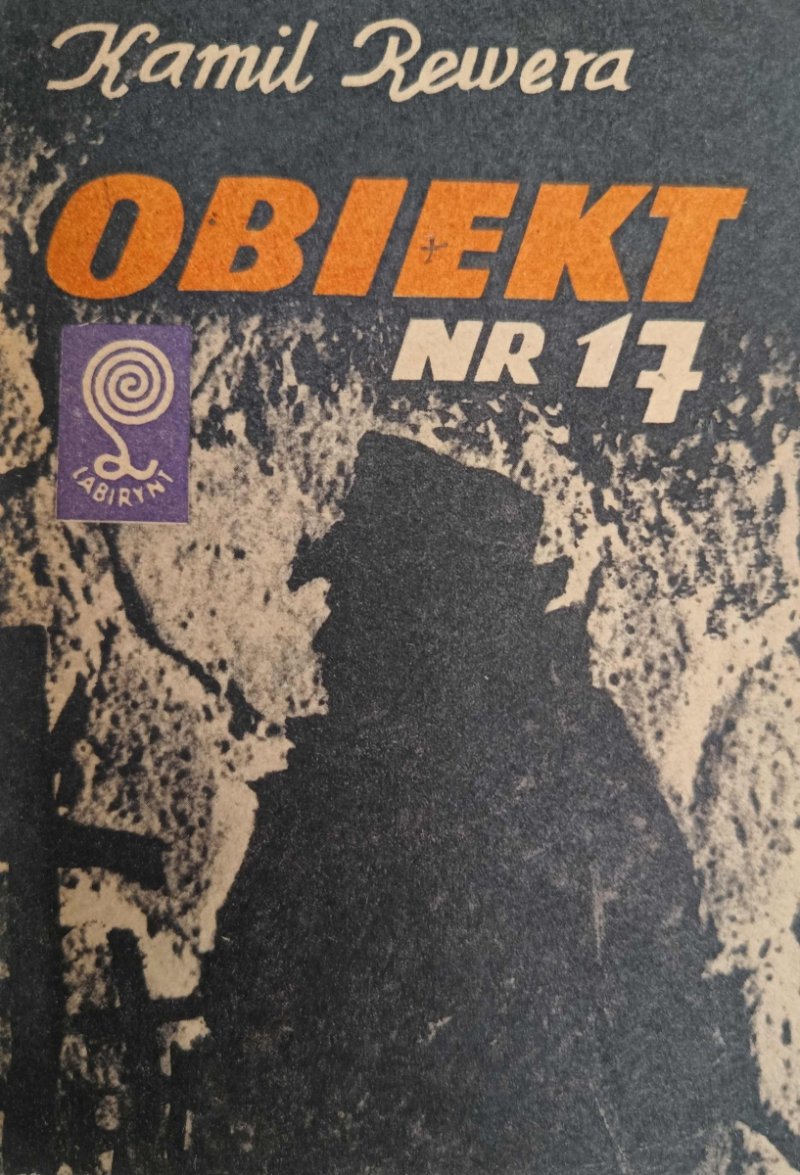 Kamil Rewera
OBIEKT
NR 17
LABIRYNT